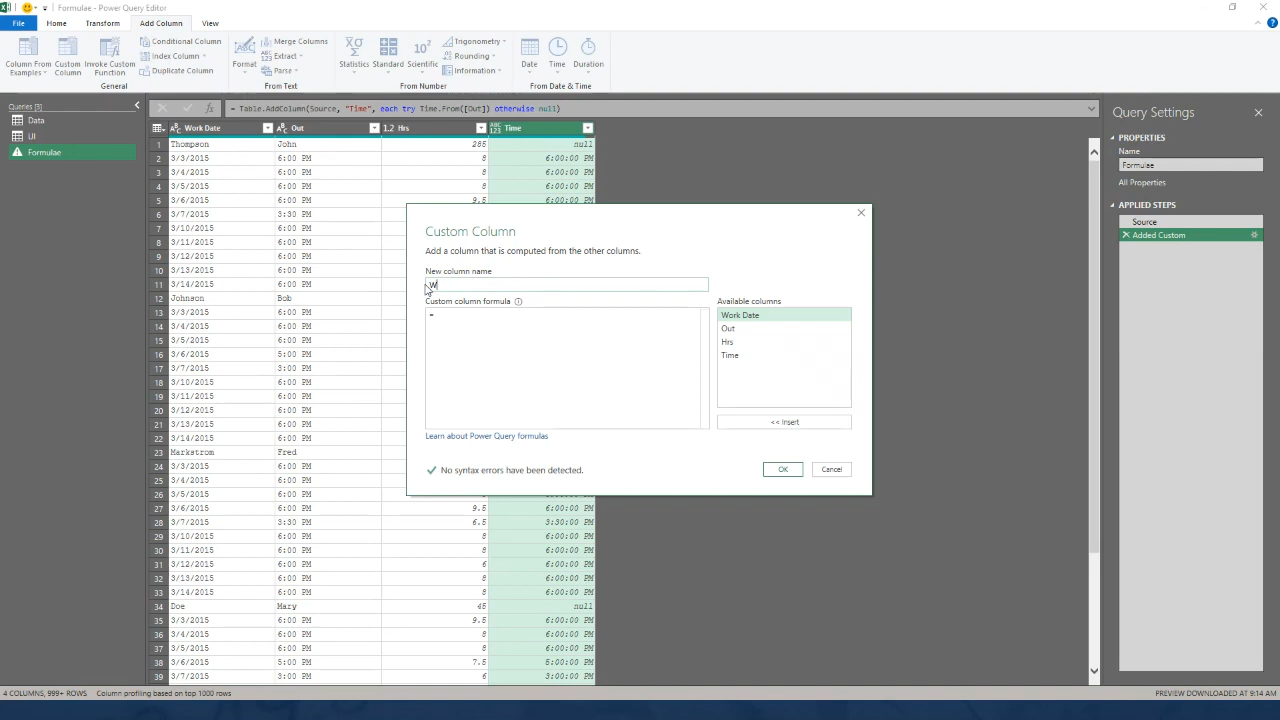 Formulae - Power Query Editor
File Home Transform Add Column View
Column From Examples Custom Column Invoke Custom Function
Conditional Column
Index Column
Duplicate Column
General
Format
Merge Columns
Extract
Parse
From Text
Statistics Standard Scientific
Trigonometry
Rounding
Information
From Number
Date Time Duration
From Date & Time
Queries [3]
Data
UI
Formulae
= Table.AddColumn(Source, "Time", each try Time.From([Out]) otherwise null)
Work Date Out 1.2 Hrs ABC 123 Time
1 Thompson John 285 null
2 3/3/2015 6:00 PM 8 6:00:00 PM
3 3/4/2015 6:00 PM 8 6:00:00 PM
4 3/5/2015 6:00 PM 8 6:00:00 PM
5 3/6/2015 6:00 PM 9.5 6:00:00 PM
6 3/7/2015 3:30 PM
7 3/10/2015 6:00 PM
8 3/11/2015 6:00 PM
9 3/12/2015 6:00 PM
10 3/13/2015 6:00 PM
11 3/14/2015 6:00 PM
12 Johnson Bob
13 3/3/2015 6:00 PM
14 3/4/2015 6:00 PM
15 3/5/2015 6:00 PM
16 3/6/2015 5:00 PM
17 3/7/2015 3:00 PM
18 3/10/2015 6:00 PM
19 3/11/2015 6:00 PM
20 3/12/2015 6:00 PM
21 3/13/2015 6:00 PM
22 3/14/2015 6:00 PM
23 Markstrom Fred
24 3/3/2015 6:00 PM
25 3/4/2015 6:00 PM
26 3/5/2015 6:00 PM
27 3/6/2015 6:00 PM 9.5 6:00:00 PM
28 3/7/2015 3:30 PM 6.5 3:30:00 PM
29 3/10/2015 6:00 PM 8 6:00:00 PM
30 3/11/2015 6:00 PM 8 6:00:00 PM
31 3/12/2015 6:00 PM 6 6:00:00 PM
32 3/13/2015 6:00 PM 8 6:00:00 PM
33 3/14/2015 6:00 PM 8 6:00:00 PM
34 Doe Mary 45 null
35 3/3/2015 6:00 PM 9.5 6:00:00 PM
36 3/4/2015 6:00 PM 8 6:00:00 PM
37 3/5/2015 6:00 PM 8 6:00:00 PM
38 3/6/2015 5:00 PM 7.5 5:00:00 PM
39 3/7/2015 3:00 PM 6 3:00:00 PM
Custom Column
Add a column that is computed from the other columns.
New column name
W
Custom column formula
=
Available columns
Work Date
Out
Hrs
Time
<< Insert
Learn about Power Query formulas
No syntax errors have been detected.
OK Cancel
Query Settings
PROPERTIES
Name
Formulae
All Properties
APPLIED STEPS
Source
Added Custom
4 COLUMNS, 999+ ROWS Column profiling based on top 1000 rows
PREVIEW DOWNLOADED AT 9:14 AM